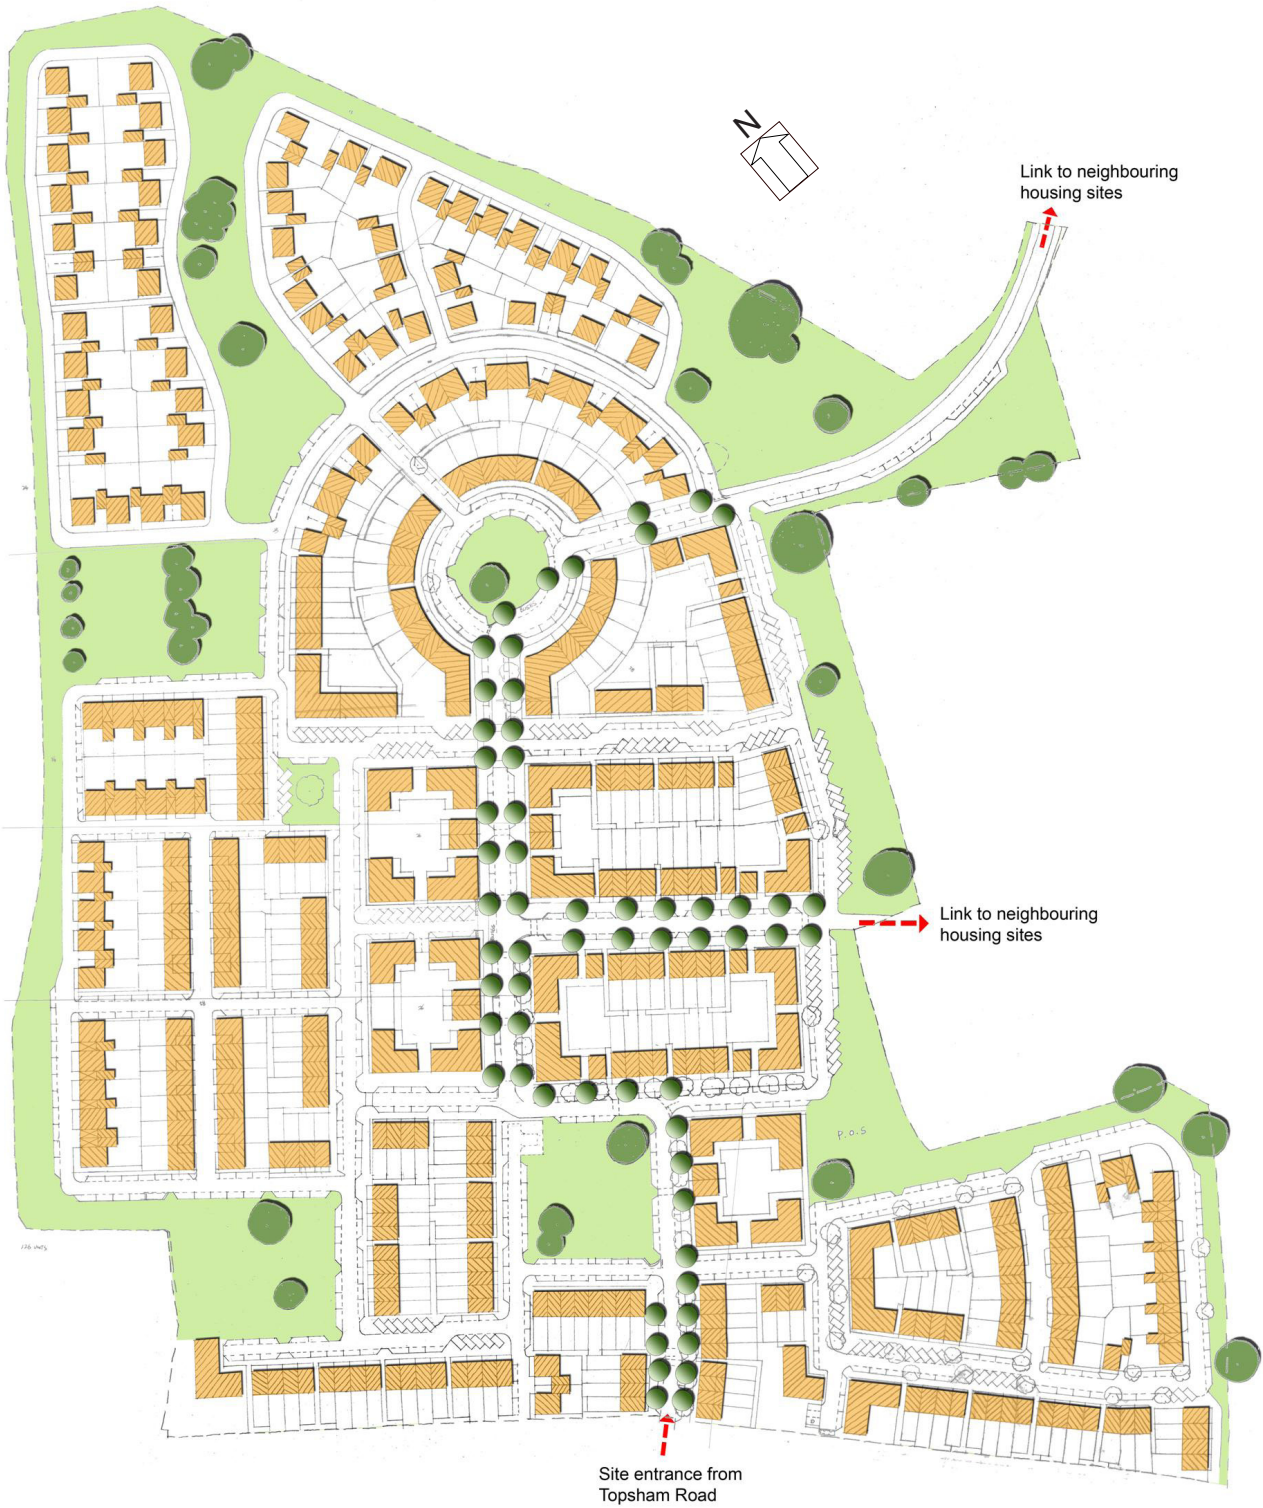 N
Link to neighbouring
housing sites
Link to neighbouring
housing sites
P.O.S
Site entrance from
Topsham Road